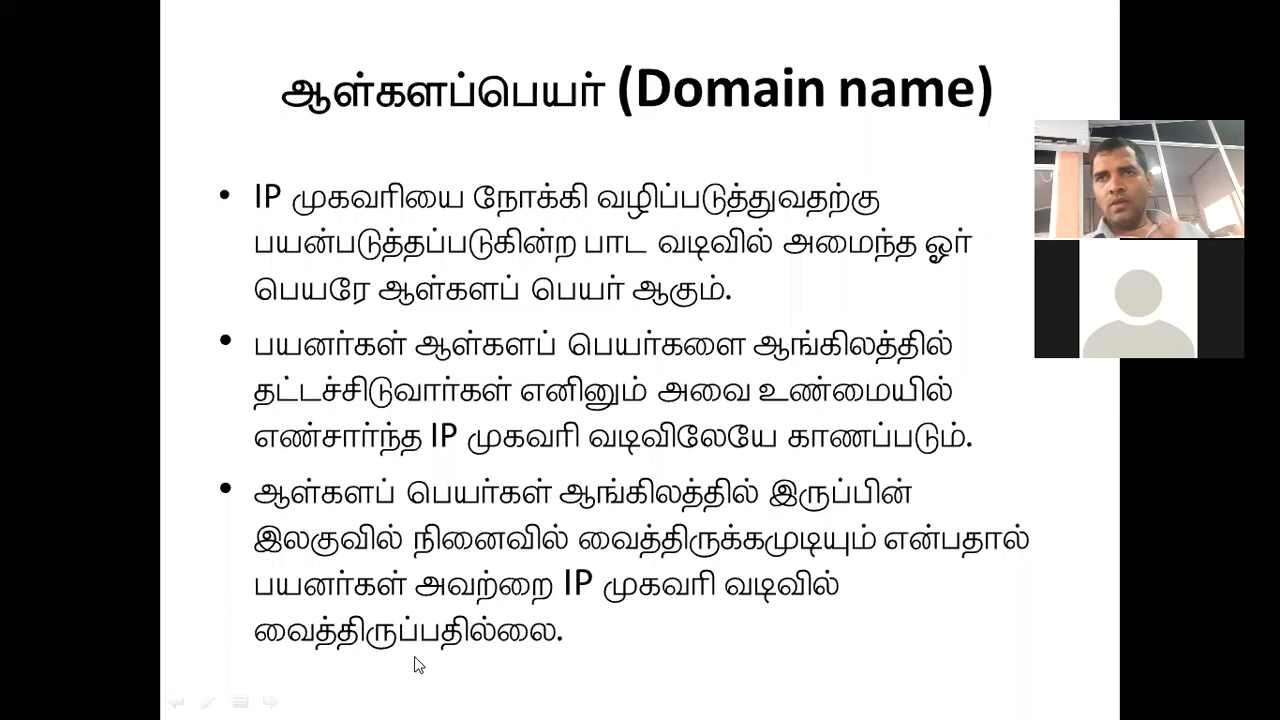 ஆள்களப்பெயர் (Domain name)
• IP முகவரியை நோக்கி வழிப்படுத்துவதற்கு
பயன்படுத்தப்படுகின்ற பாட வடிவில் அமைந்த ஓர்
பெயரே ஆள்களப் பெயர் ஆகும்.
• பயனர்கள் ஆள்களப் பெயர்களை ஆங்கிலத்தில்
தட்டச்சிடுவார்கள் எனினும் அவை உண்மையில்
எண்சார்ந்த IP முகவரி வடிவிலேயே காணப்படும்.
• ஆள்களப் பெயர்கள் ஆங்கிலத்தில் இருப்பின்
இலகுவில் நினைவில் வைத்திருக்கமுடியும் என்பதால்
பயனர்கள் அவற்றை IP முகவரி வடிவில்
வைத்திருப்பதில்லை.